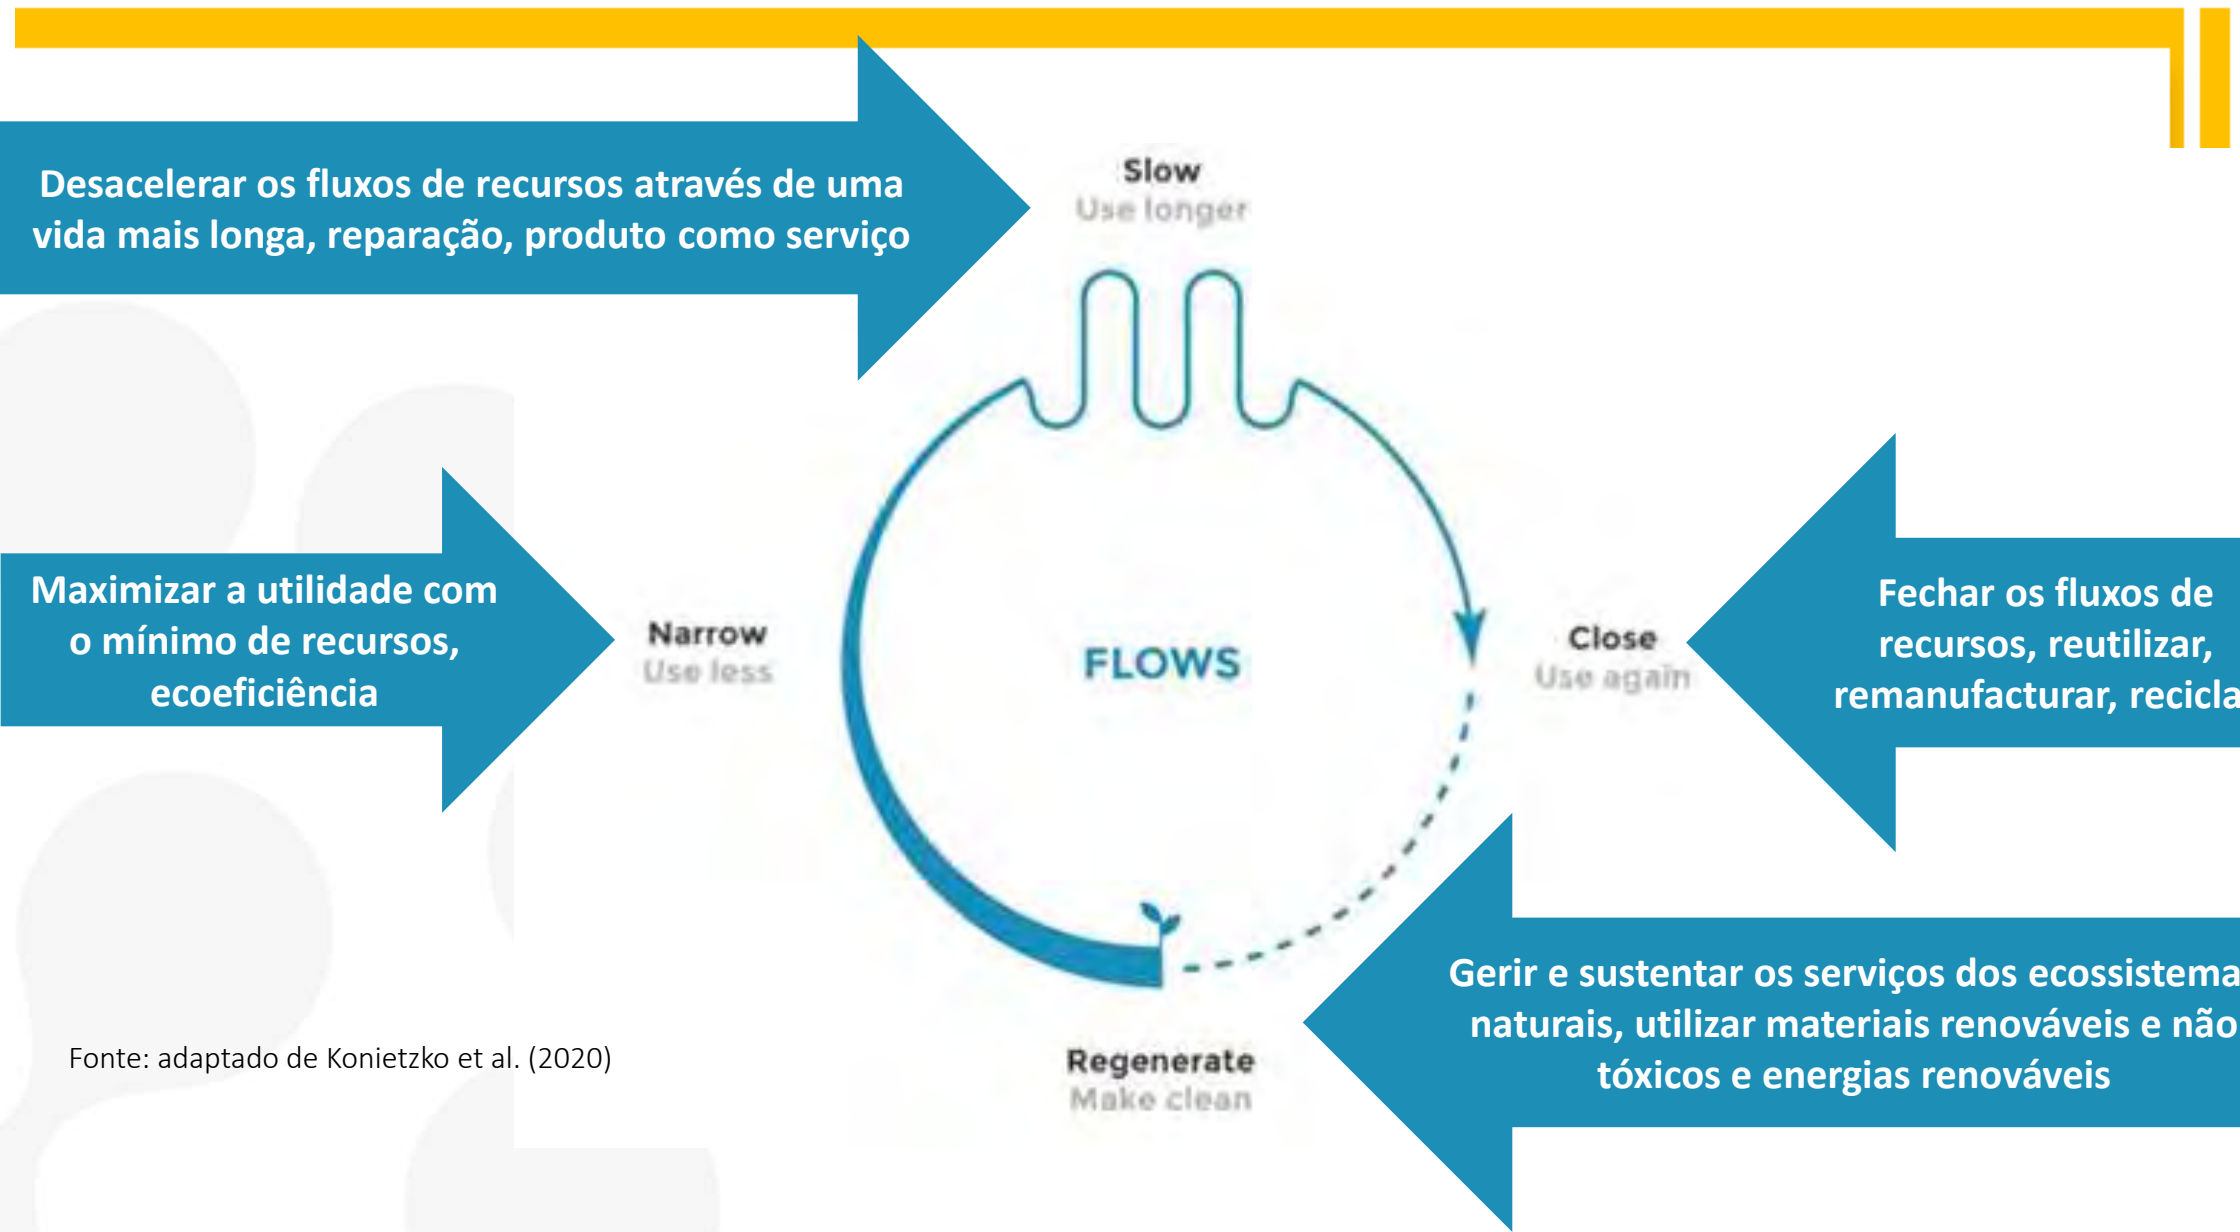 Desacelerar os fluxos de recursos através de uma
vida mais longa, reparação, produto como serviço
Slow
Use longer
Maximizar a utilidade com
o mínimo de recursos,
ecoeficiência
Narrow
Use less
FLOWS
Close
Use again
Fechar os fluxos de
recursos, reutilizar,
remanufacturar, recicla
Gerir e sustentar os serviços dos ecossistema
naturais, utilizar materiais renováveis e não
tóxicos e energias renováveis
Regenerate
Make clean
Fonte: adaptado de Konietzko et al. (2020)